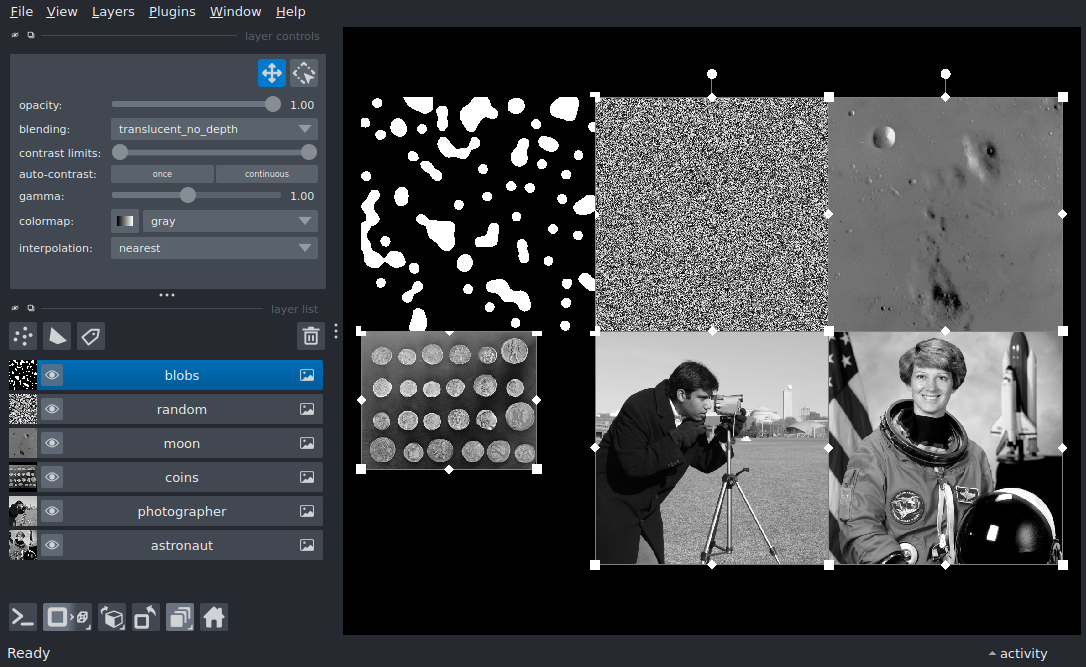 File View Layers Plugins Window Help
layer controls
opacity: 1.00
blending: translucent_no_depth
contrast limits:
auto-contrast: once continuous
gamma: 1.00
colormap: gray
interpolation: nearest
layer list
blobs
random
moon
coins
photographer
astronaut
Ready activity